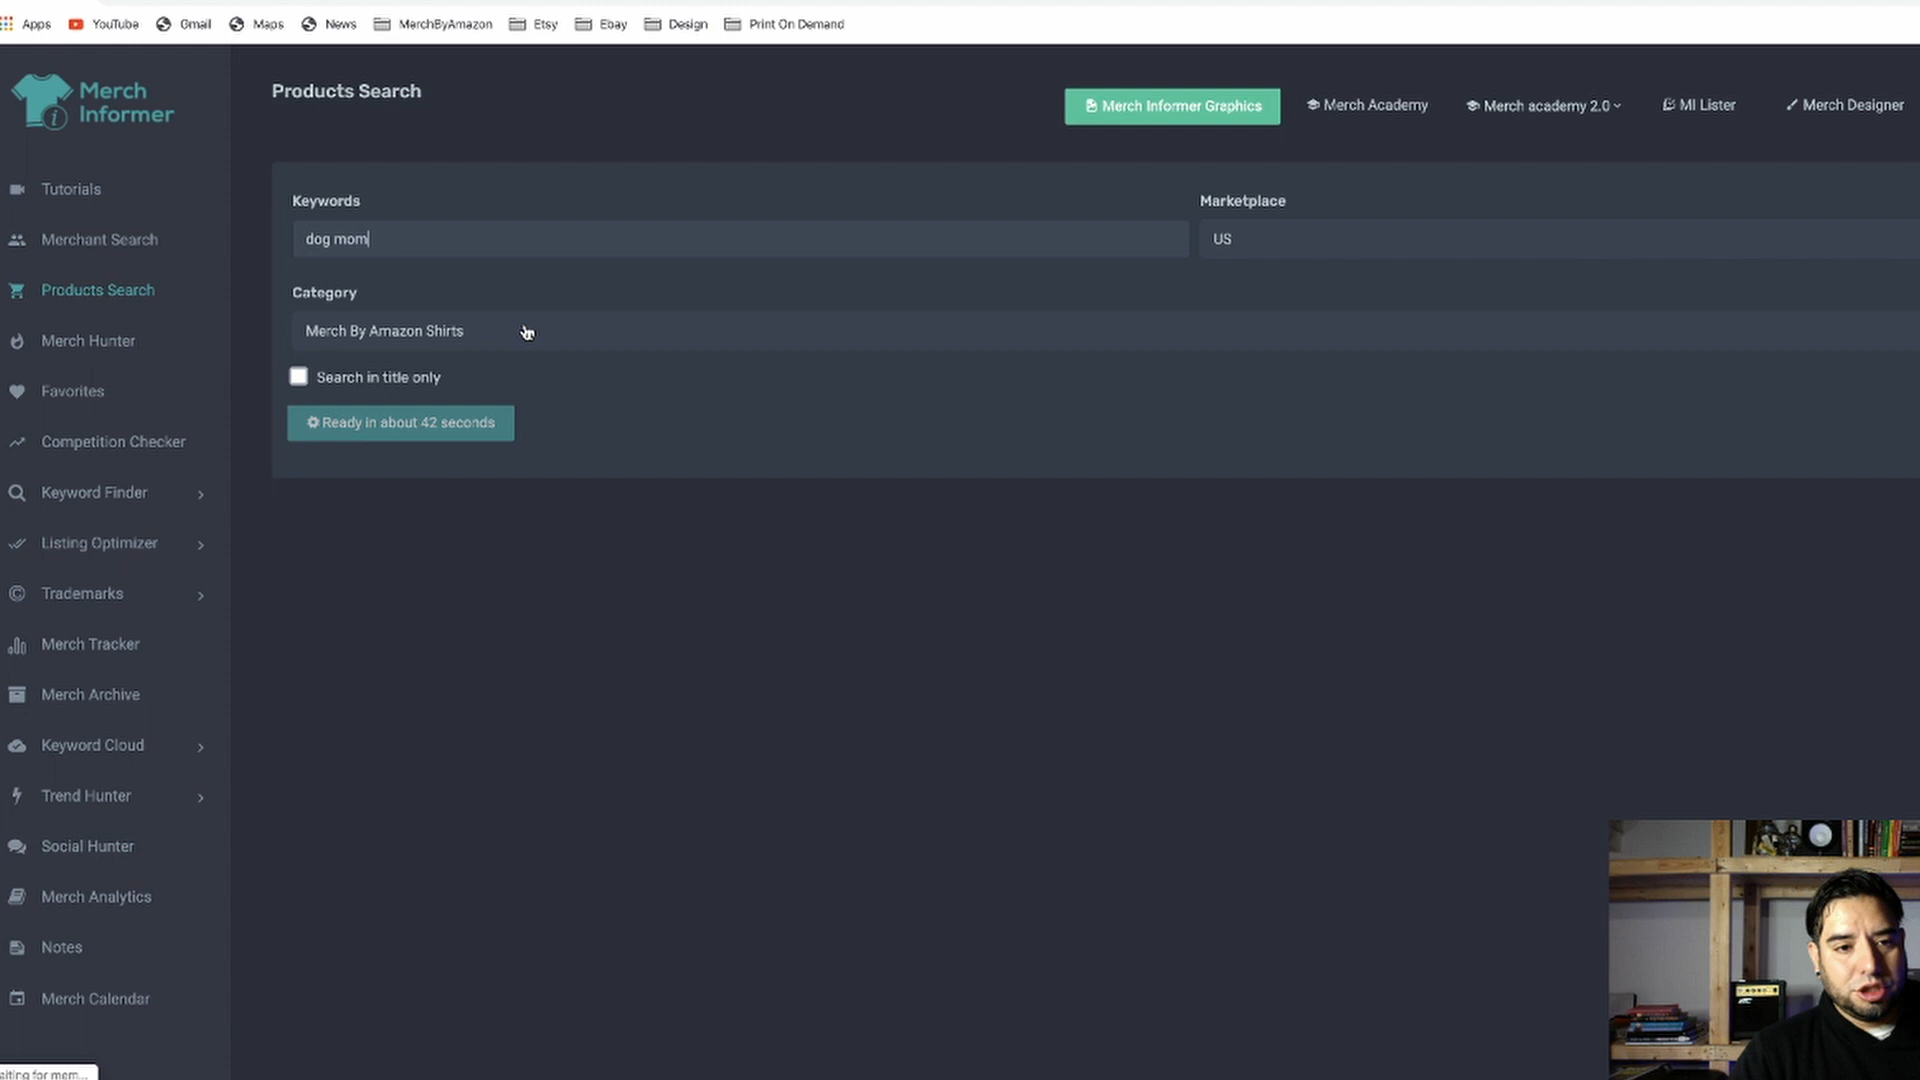 Apps YouTube Gmail Maps News MerchByAmazon Etsy Ebay Design Print On Demand
Merch Informer
Products Search
Merch Informer Graphics Merch Academy Merch academy 2.0 MI Lister Merch Designer
Tutorials
Merchant Search
Products Search
Merch Hunter
Favorites
Competition Checker
Keyword Finder
Listing Optimizer
Trademarks
Merch Tracker
Merch Archive
Keyword Cloud
Trend Hunter
Social Hunter
Merch Analytics
Notes
Merch Calendar
Keywords Marketplace
dog mom US
Category
Merch By Amazon Shirts
Search in title only
Ready in about 42 seconds
aiting for mem...